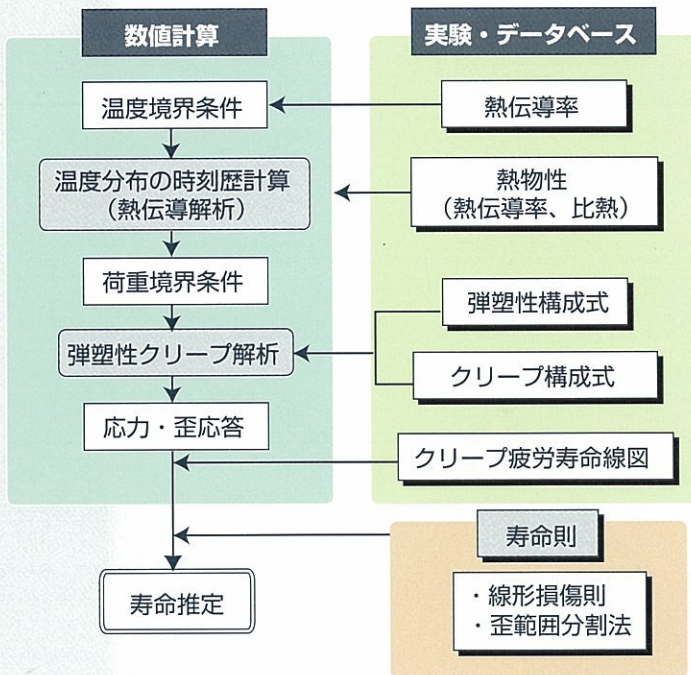 数値計算
温度境界条件
温度分布の時刻歴計算
（熱伝導解析）
荷重境界条件
弾塑性クリープ解析
応力・歪応答
寿命推定
実験・データベース
熱伝導率
熱物性
（熱伝導率、比熱）
弾塑性構成式
クリープ構成式
クリープ疲労寿命線図
寿命則
・線形損傷則
・歪範囲分割法